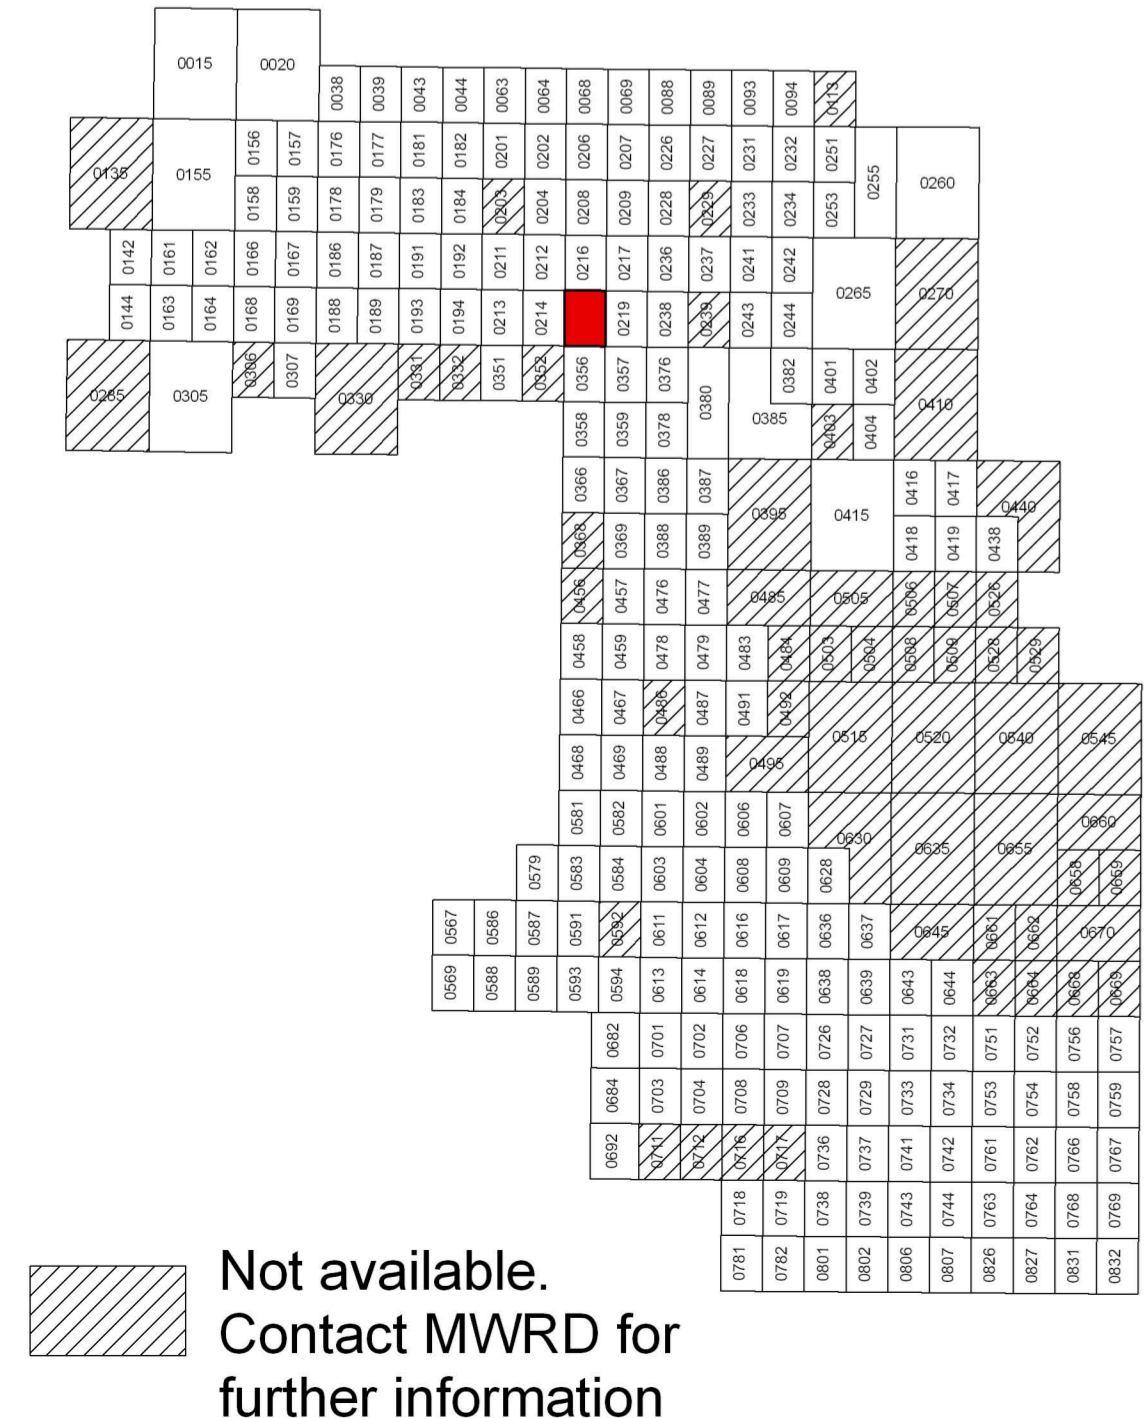 0015 0020
0038 0039 0043 0044 0063 0064 0068 0069 0088 0089 0093 0094 0113
0135 0155 0156 0157 0176 0177 0181 0182 0201 0202 0206 0207 0226 0227 0231 0232 0251 0255 0260
0158 0159 0178 0179 0183 0184 0203 0204 0208 0209 0228 0229 0233 0234 0253
0142 0161 0162 0166 0167 0186 0187 0191 0192 0211 0212 0216 0217 0236 0237 0241 0242 0265 0270
0144 0163 0164 0168 0169 0188 0189 0193 0194 0213 0214 0219 0238 0239 0243 0244
0285 0305 0306 0307 0330 0331 0332 0351 0352 0356 0357 0376 0380 0385 0382 0401 0402 0410
0358 0359 0378 0403 0404
0366 0367 0386 0387 0395 0415 0416 0417 0440
0368 0369 0388 0389 0418 0419 0438
0456 0457 0476 0477 0485 0505 0506 0507 0526
0458 0459 0478 0479 0483 0484 0503 0504 0508 0509 0528 0529
0466 0467 0486 0487 0491 0492 0515 0520 0540 0545
0468 0469 0488 0489 0495
0581 0582 0601 0602 0606 0607 0630 0635 0655 0660
0579 0583 0584 0603 0604 0608 0609 0628 0658 0659
0567 0586 0587 0591 0592 0611 0612 0616 0617 0636 0637 0645 0661 0662 0670
0569 0588 0589 0593 0594 0613 0614 0618 0619 0638 0639 0643 0644 0663 0664 0668 0669
0682 0701 0702 0706 0707 0726 0727 0731 0732 0751 0752 0756 0757
0684 0703 0704 0708 0709 0728 0729 0733 0734 0753 0754 0758 0759
0692 0711 0712 0716 0717 0736 0737 0741 0742 0761 0762 0766 0767
0718 0719 0738 0739 0743 0744 0763 0764 0768 0769
0781 0782 0801 0802 0806 0807 0826 0827 0831 0832
Not available.
Contact MWRD for
further information